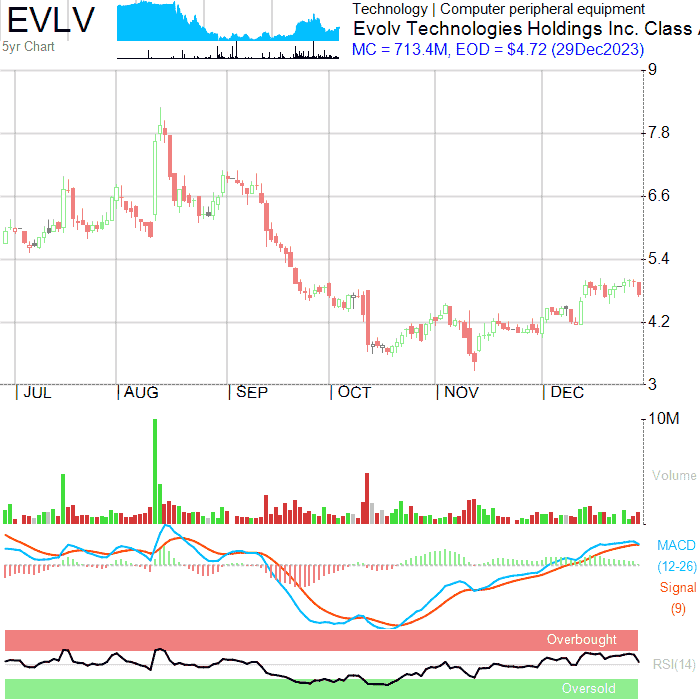 EVLV
5yr Chart
Technology | Computer peripheral equipment
Evolv Technologies Holdings Inc. Class
MC = 713.4M, EOD = $4.72 (29Dec2023)
9
7.8
6.6
5.4
4.2
3
JUL AUG SEP OCT NOV DEC
10M
Volume
MACD
(12-26)
Signal
(9)
Overbought
RSI(14)
Oversold